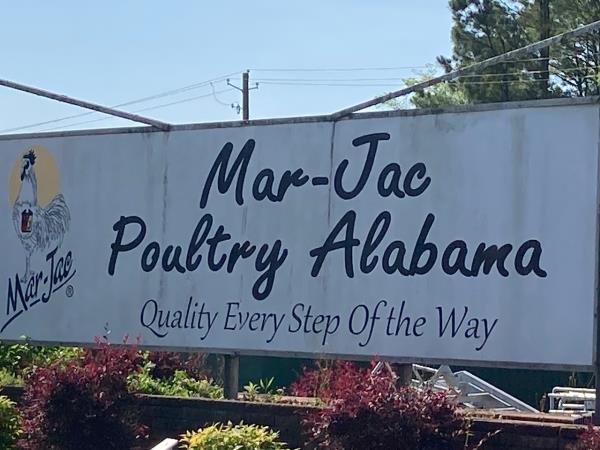 Mar-Jac
Poultry Alabama
Quality Every Step Of the Way
Mar-Jac ®